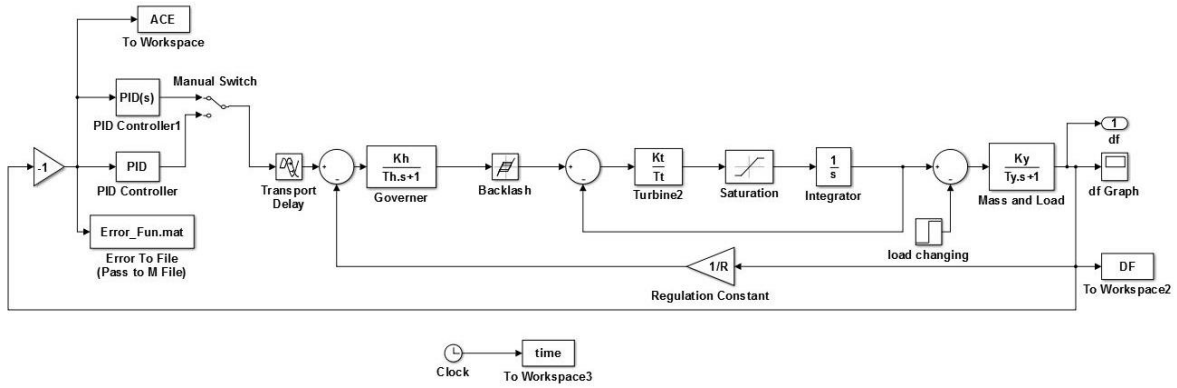 ACE
To Workspace
Manual Switch
PID(s)
PID Controller1
-1
PID
PID Controller
Error_Fun.mat
Error To File
(Pass to M File)
Transport
Delay
-
Kh
Th.s+1
Governer
Backlash
+
-
Kt
Tt
Turbine2
Saturation
1
s
Integrator
+
-
load changing
Ky
Ty.s+1
Mass and Load
1
df
df Graph
1/R
Regulation Constant
DF
To Workspace2
Clock
time
To Workspace3